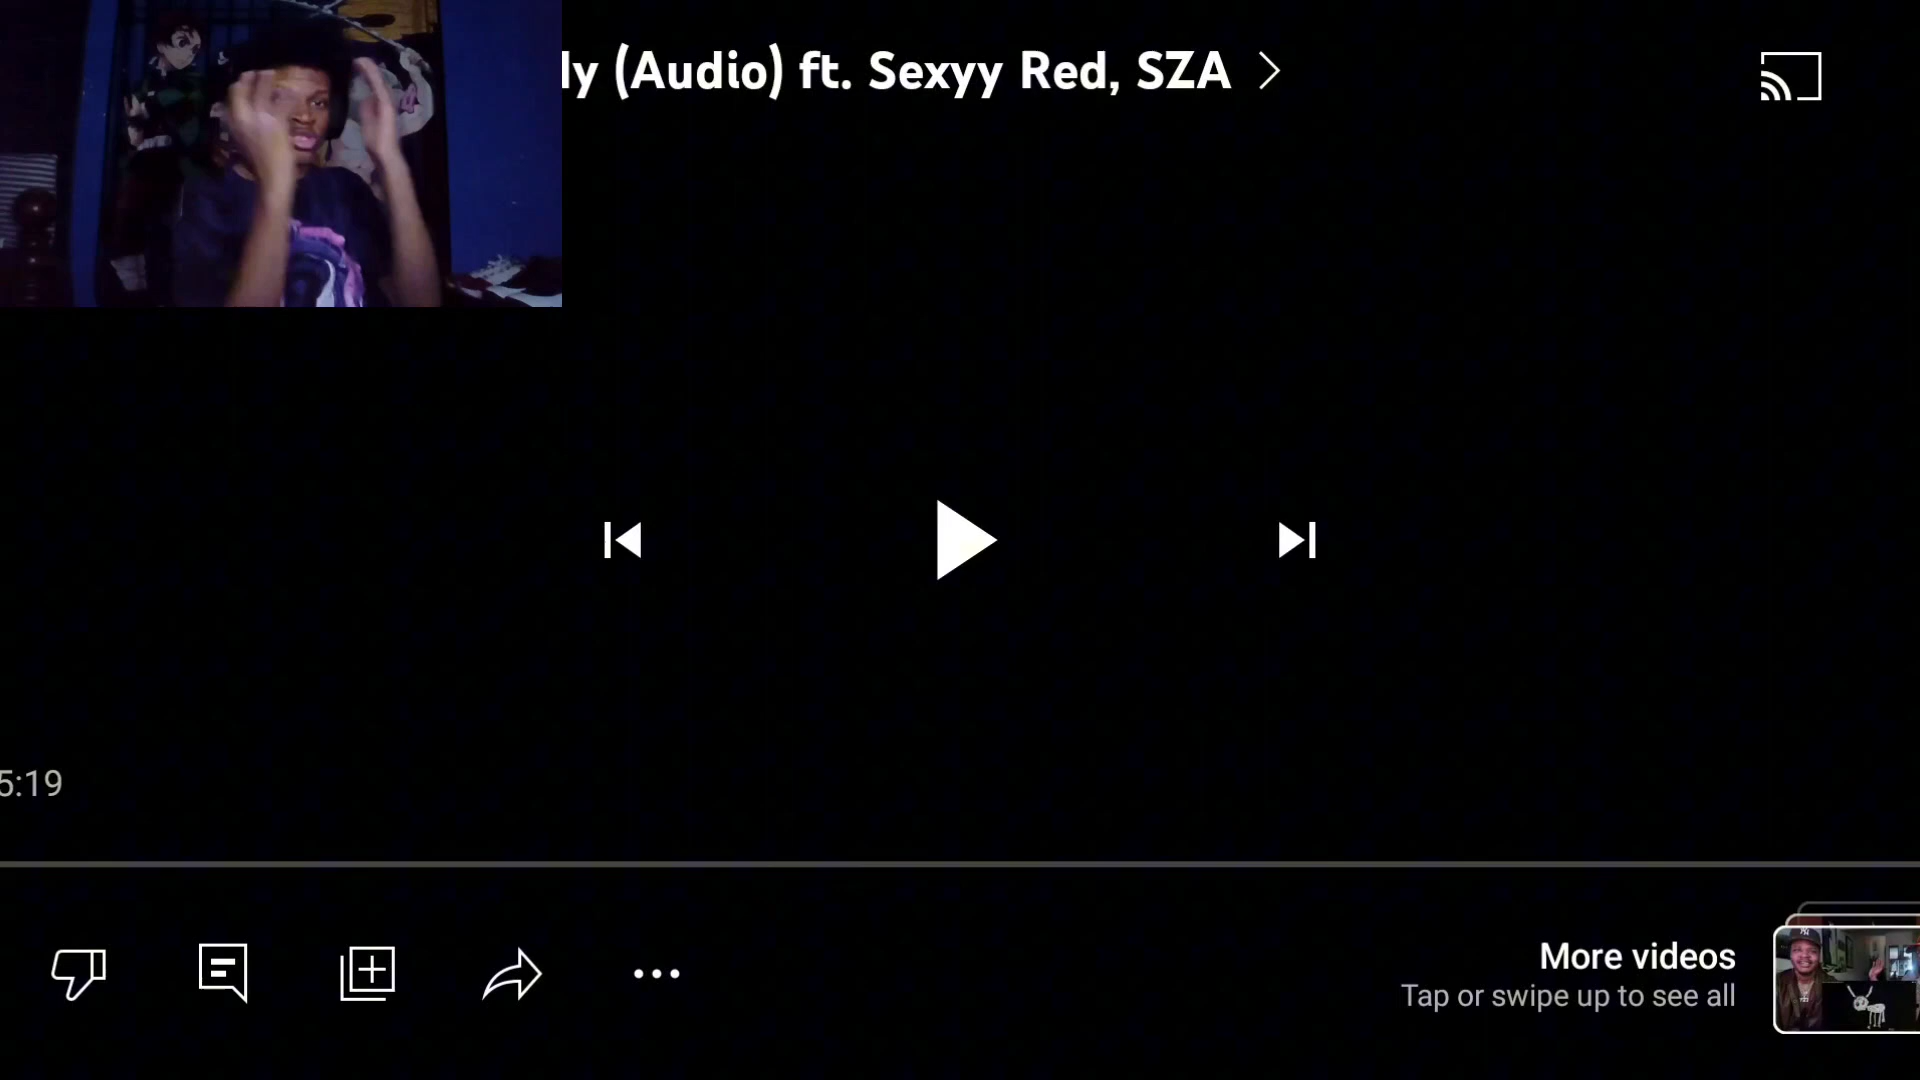 ly (Audio) ft. Sexyy Red, SZA
5:19
More videos
Tap or swipe up to see all